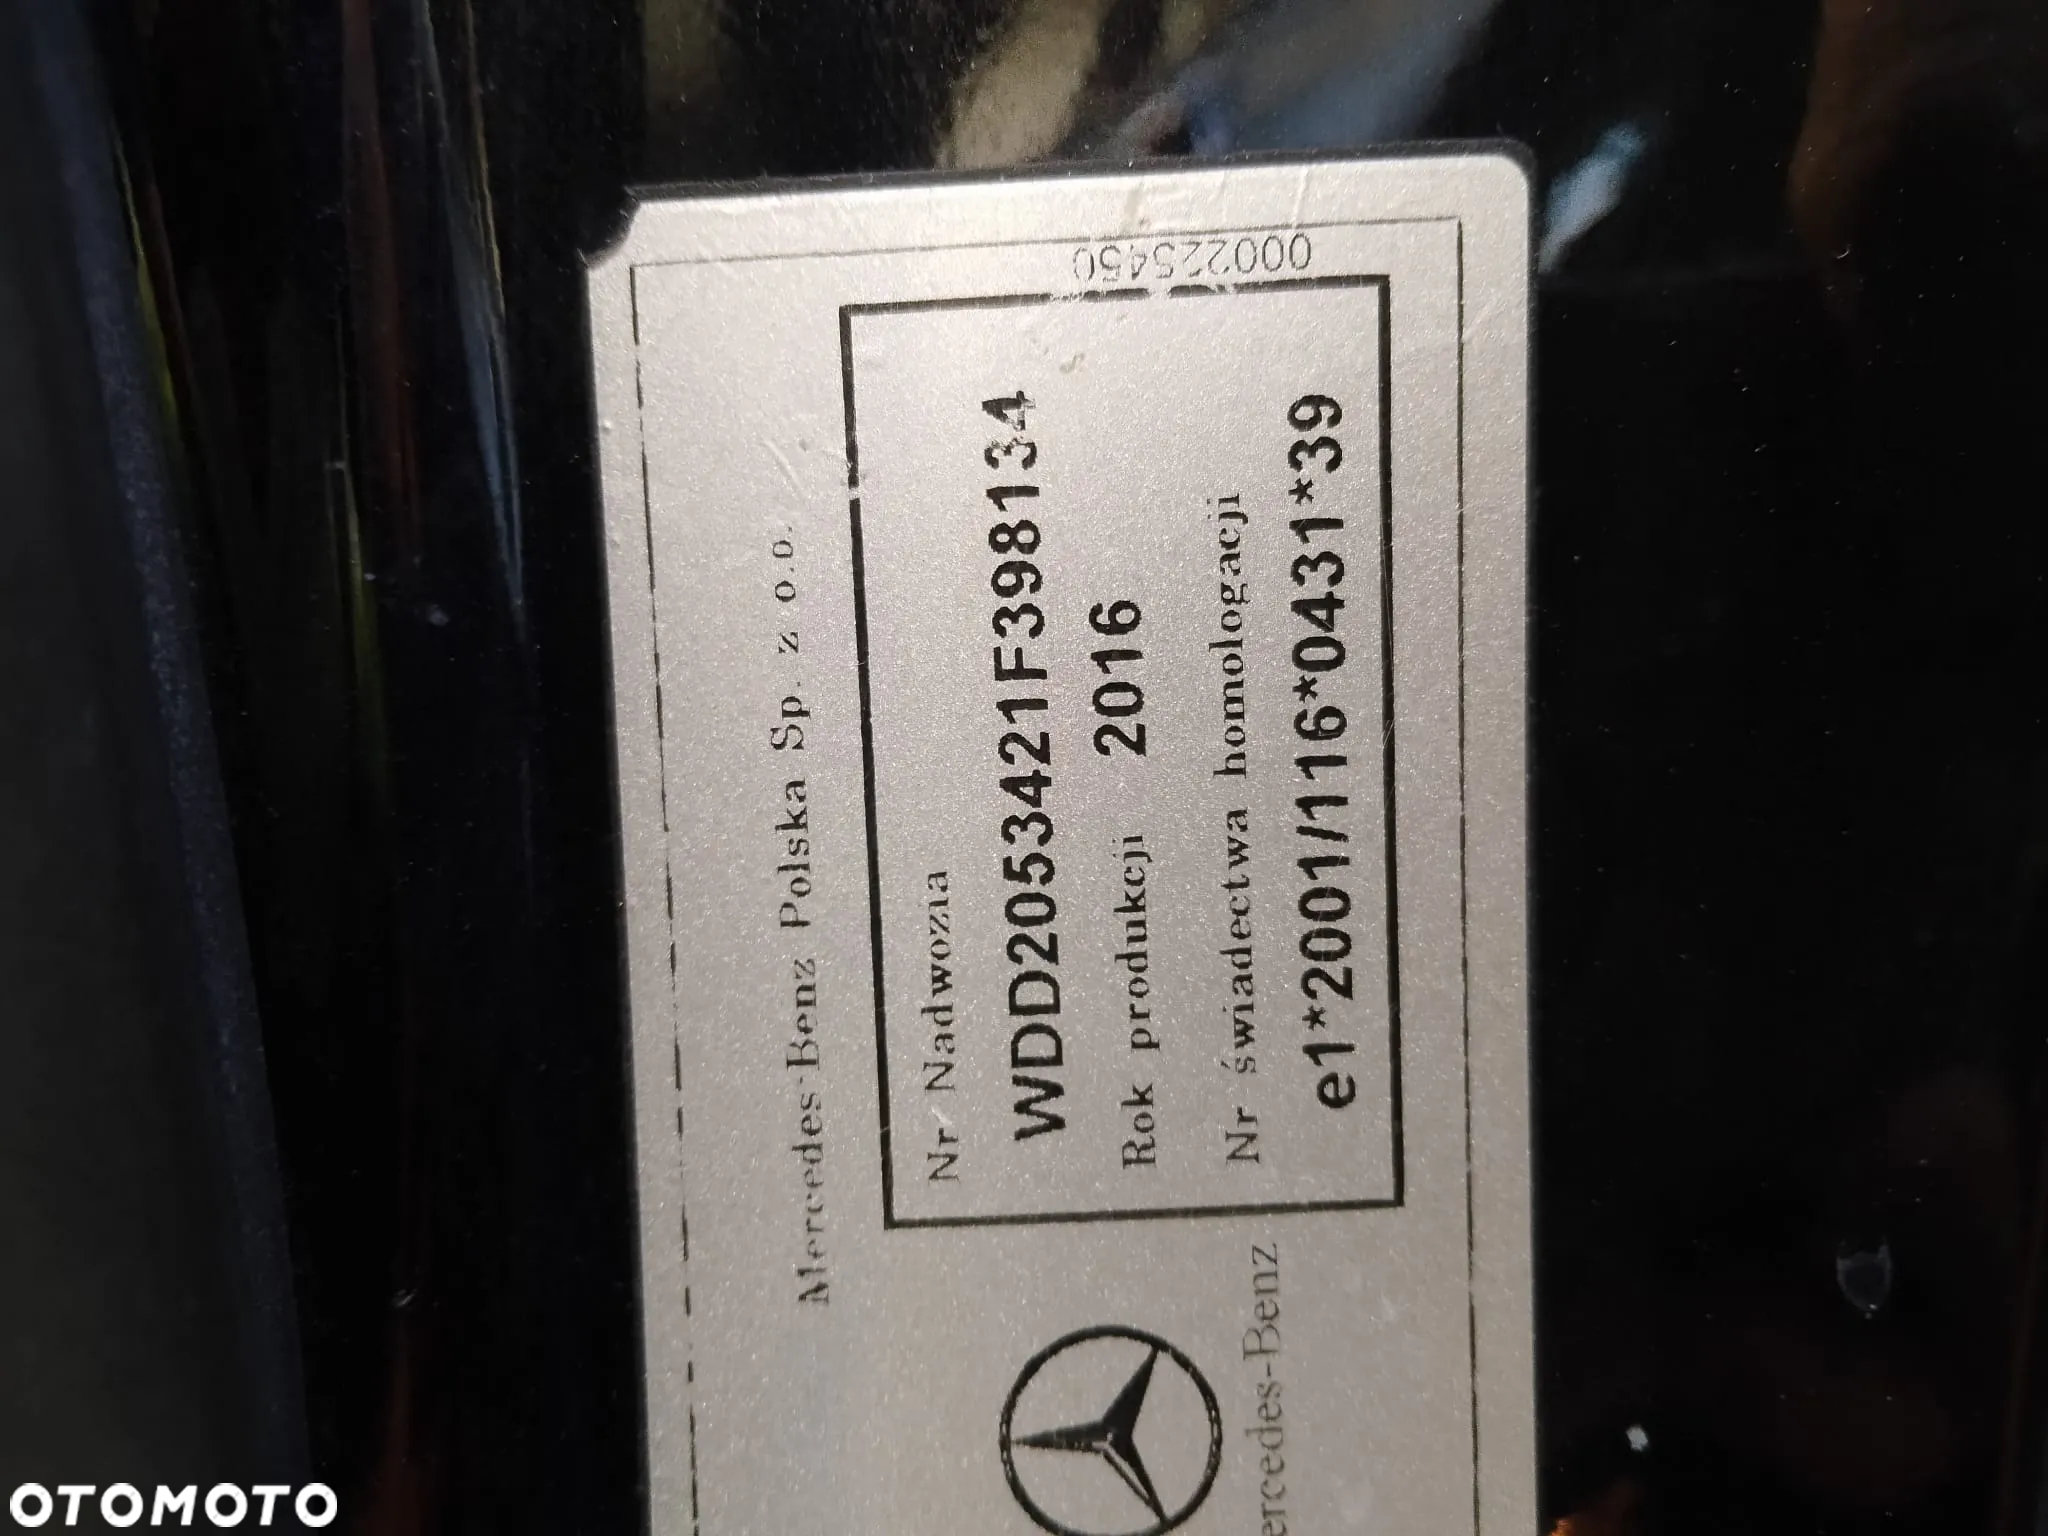 Mercedes-Benz Polska Sp. z o.o.
Nr Nadwozia
WDD2053421F398134
Rok produkcji 2016
Nr świadectwa homologacji
e1*2001/116*0431*39
000225450
ercedes-Benz
OTOMOTO